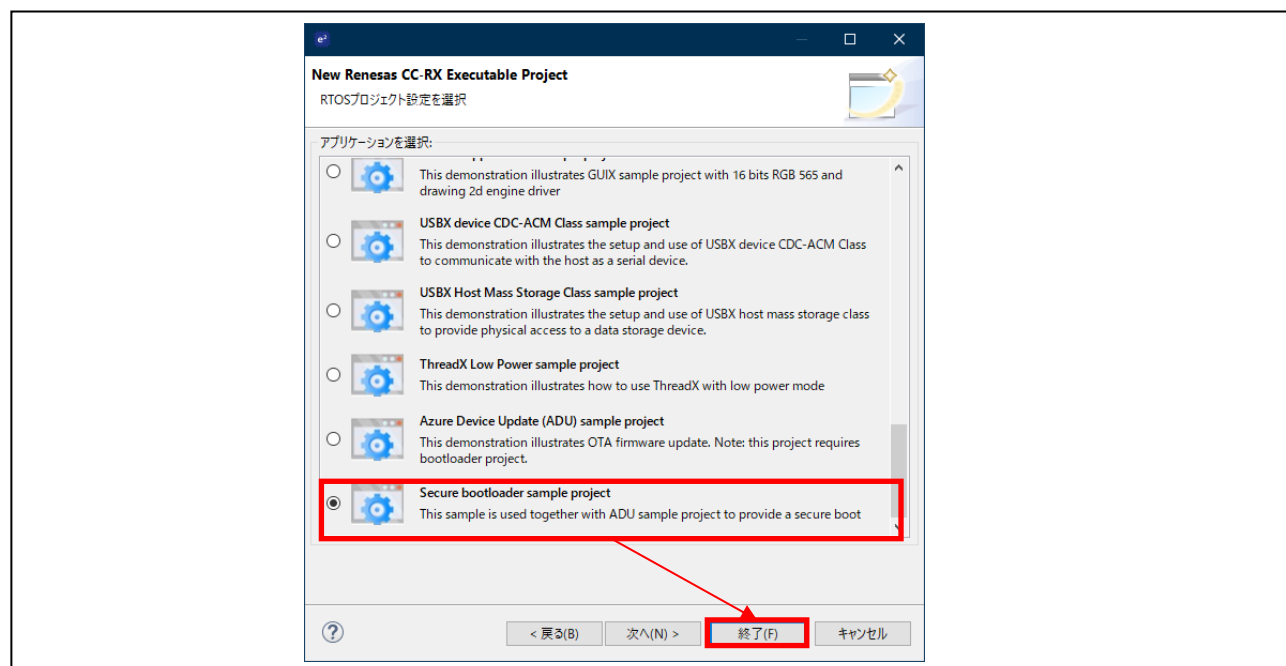 e²
New Renesas CC-RX Executable Project
RTOSプロジェクト設定を選択
アプリケーションを選択:
This demonstration illustrates GUIX sample project with 16 bits RGB 565 and
drawing 2d engine driver
USBX device CDC-ACM Class sample project
This demonstration illustrates the setup and use of USBX device CDC-ACM Class
to communicate with the host as a serial device.
USBX Host Mass Storage Class sample project
This demonstration illustrates the setup and use of USBX host mass storage class
to provide physical access to a data storage device.
ThreadX Low Power sample project
This demonstration illustrates how to use ThreadX with low power mode
Azure Device Update (ADU) sample project
This demonstration illustrates OTA firmware update. Note: this project requires
bootloader project.
Secure bootloader sample project
This sample is used together with ADU sample project to provide a secure boot
?
< 戻る(B) 次へ(N) > 終了(F) キャンセル